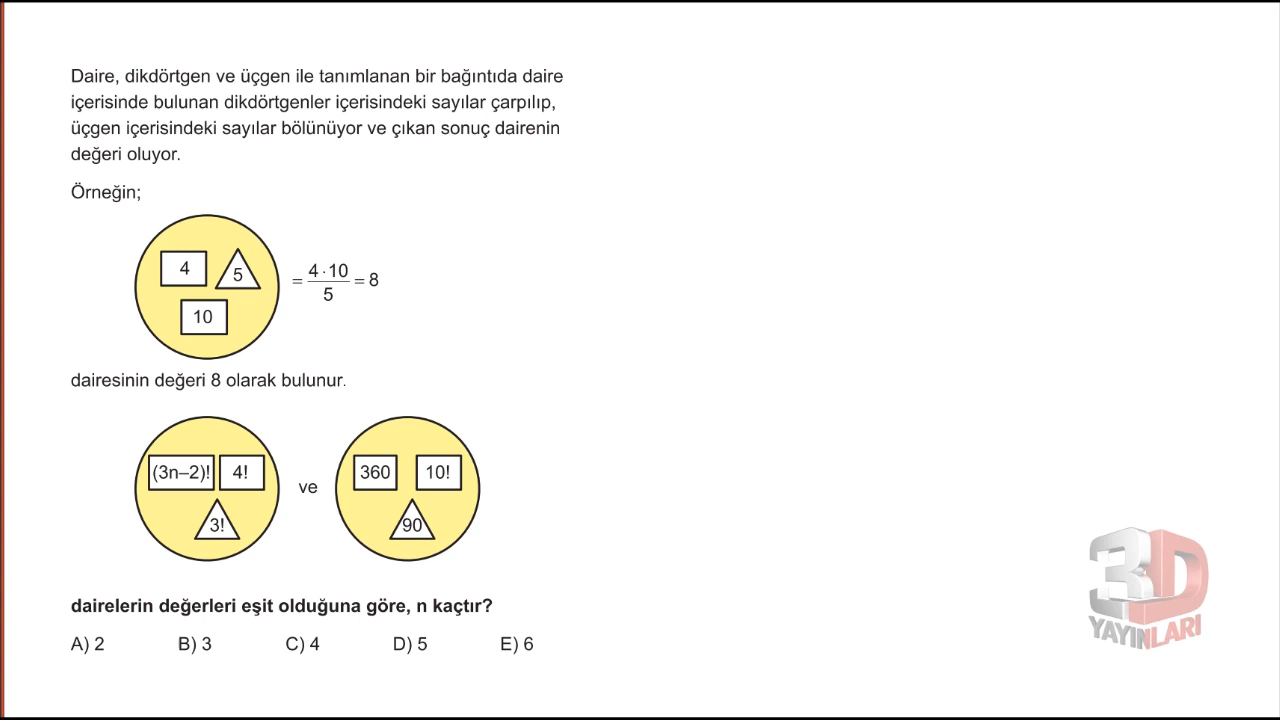 Daire, dikdörtgen ve üçgen ile tanımlanan bir bağıntıda daire
içerisinde bulunan dikdörtgenler içerisindeki sayılar çarpılıp,
üçgen içerisindeki sayılar bölünüyor ve çıkan sonuç dairenin
değeri oluyor.
Örneğin;
4 5
10
= 4·10 / 5 = 8
dairesinin değeri 8 olarak bulunur.
(3n–2)! 4!
3!
ve
360 10!
90
dairelerin değerleri eşit olduğuna göre, n kaçtır?
A) 2 B) 3 C) 4 D) 5 E) 6
3D
YAYINLARI